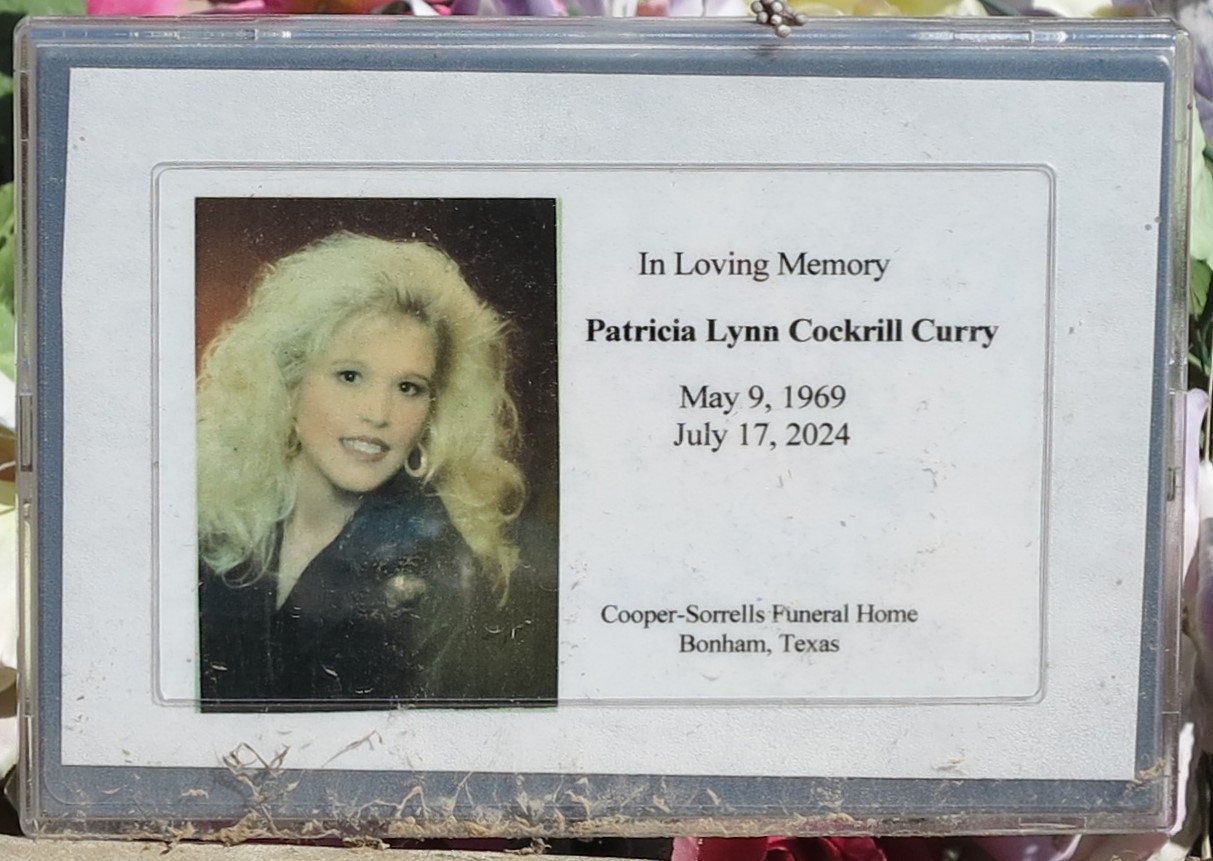 In Loving Memory
Patricia Lynn Cockrill Curry
May 9, 1969
July 17, 2024
Cooper-Sorrells Funeral Home
Bonham, Texas